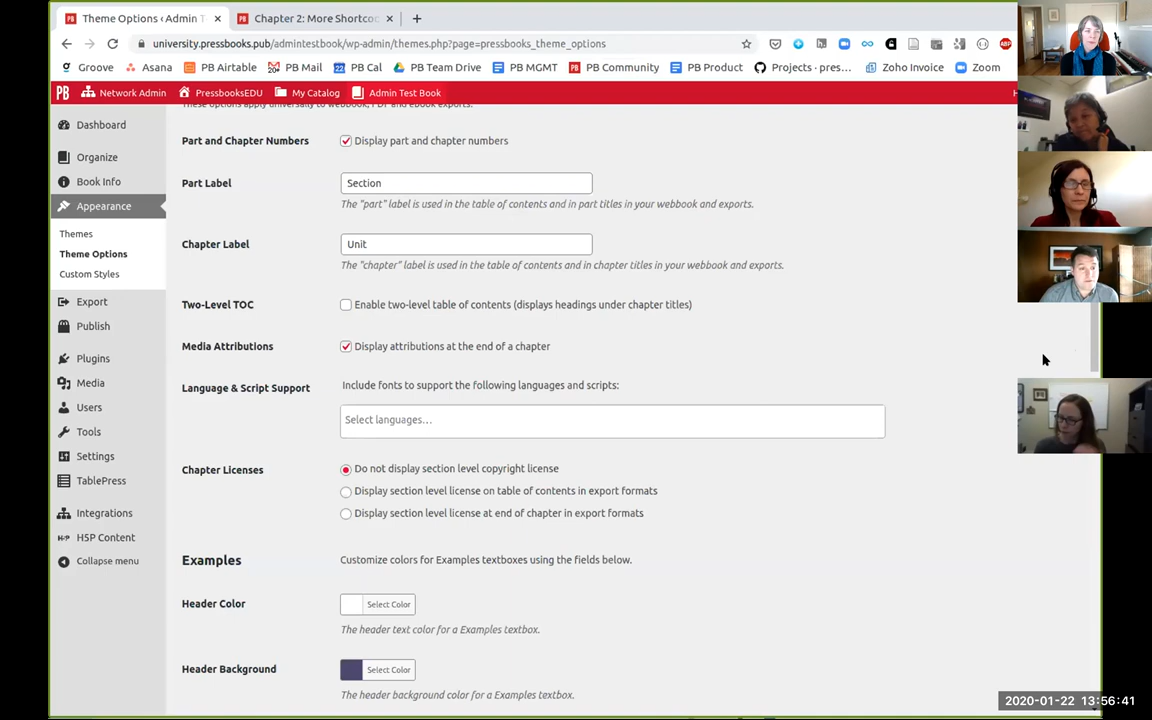 Theme Options ‹ Admin T
Chapter 2: More Shortco
university.pressbooks.pub/admintestbook/wp-admin/themes.php?page=pressbooks_theme_options
Groove Asana PB Airtable PB Mail PB Cal PB Team Drive PB MGMT PB Community PB Product Projects · pres… Zoho Invoice Zoom
PB Network Admin PressbooksEDU My Catalog Admin Test Book
These options apply universally to webbook, PDF and ebook exports.
Dashboard
Organize
Book Info
Appearance
Themes
Theme Options
Custom Styles
Export
Publish
Plugins
Media
Users
Tools
Settings
TablePress
Integrations
H5P Content
Collapse menu
Part and Chapter Numbers
Display part and chapter numbers
Part Label
Section
The "part" label is used in the table of contents and in part titles in your webbook and exports.
Chapter Label
Unit
The "chapter" label is used in the table of contents and in chapter titles in your webbook and exports.
Two-Level TOC
Enable two-level table of contents (displays headings under chapter titles)
Media Attributions
Display attributions at the end of a chapter
Language & Script Support
Include fonts to support the following languages and scripts:
Select languages…
Chapter Licenses
Do not display section level copyright license
Display section level license on table of contents in export formats
Display section level license at end of chapter in export formats
Examples
Customize colors for Examples textboxes using the fields below.
Header Color
Select Color
The header text color for a Examples textbox.
Header Background
Select Color
The header background color for a Examples textbox.
2020-01-22 13:56:41